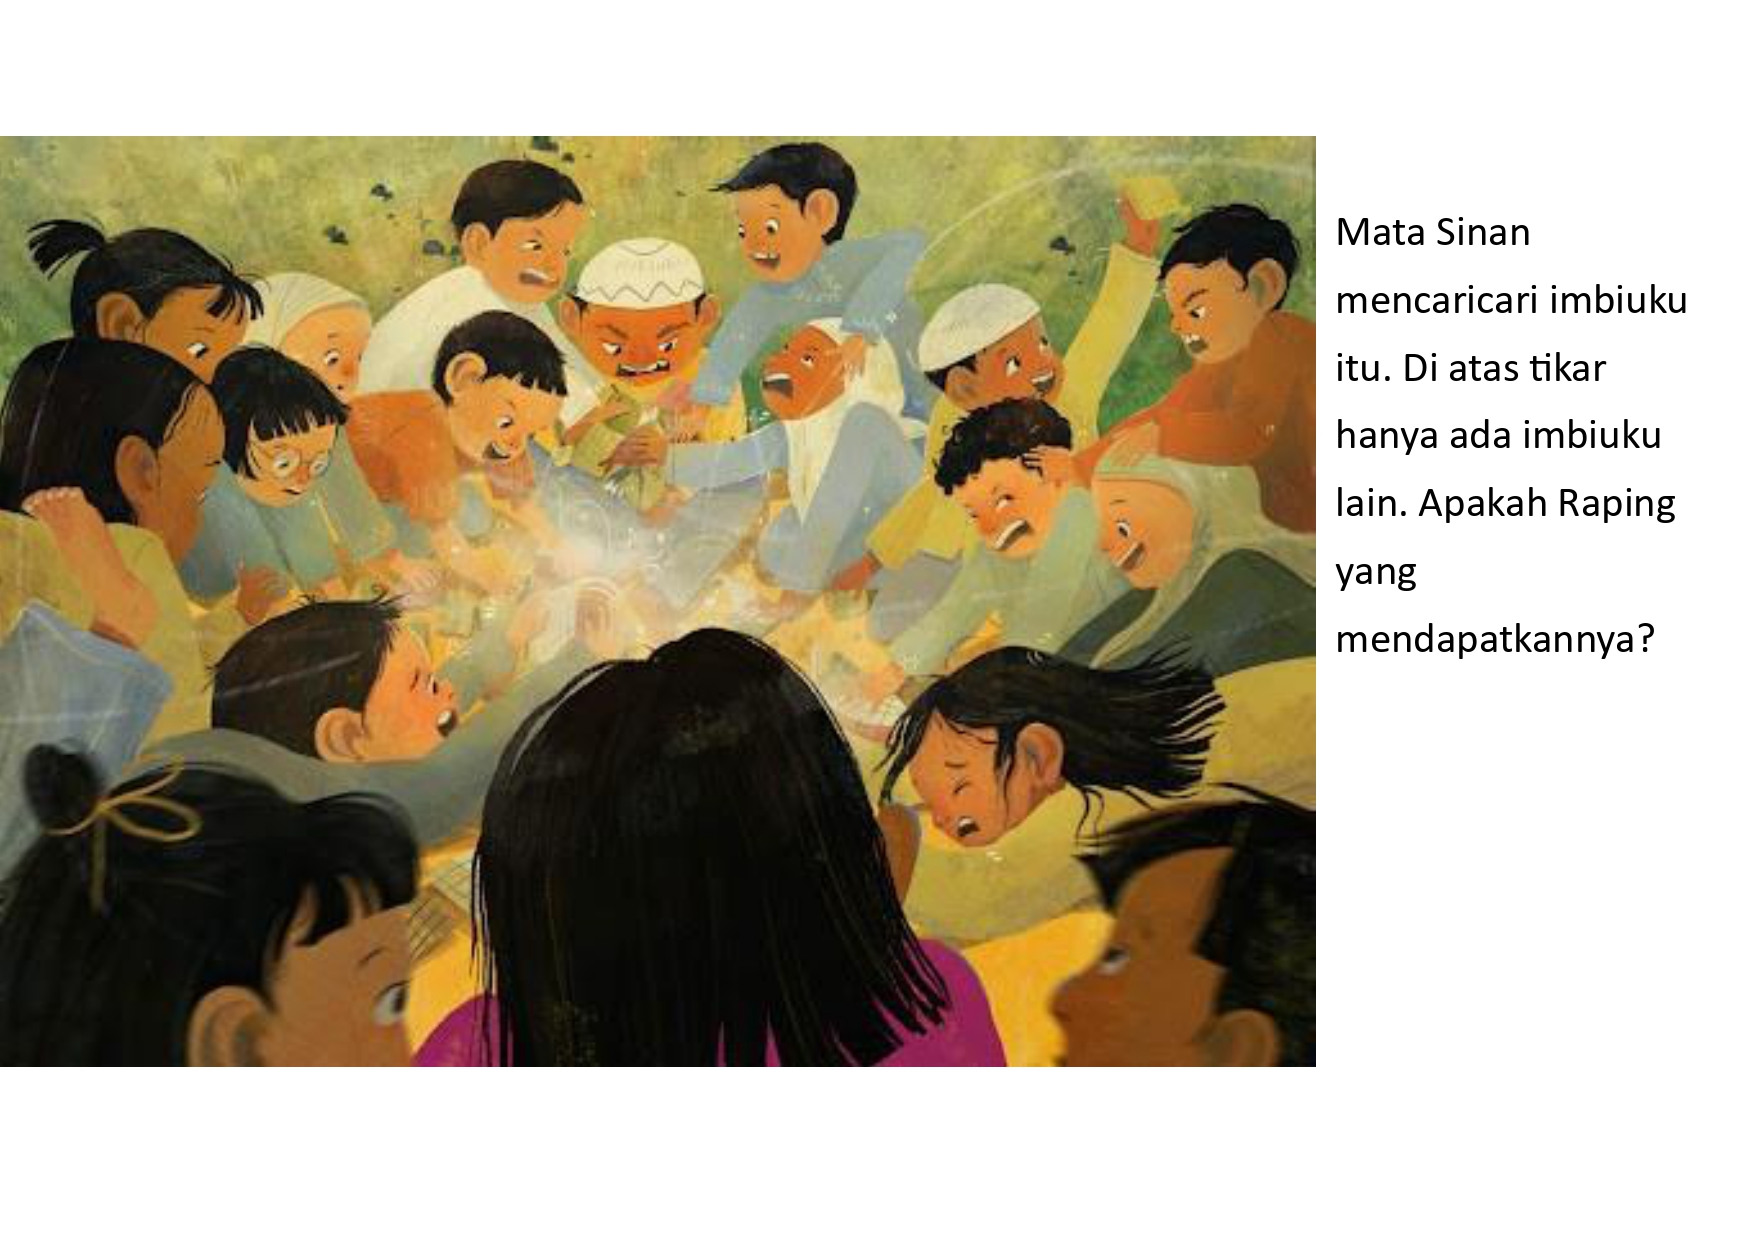 Mata Sinan
mencaricari imbiuku
itu. Di atas tikar
hanya ada imbiuku
lain. Apakah Raping
yang
mendapatkannya?